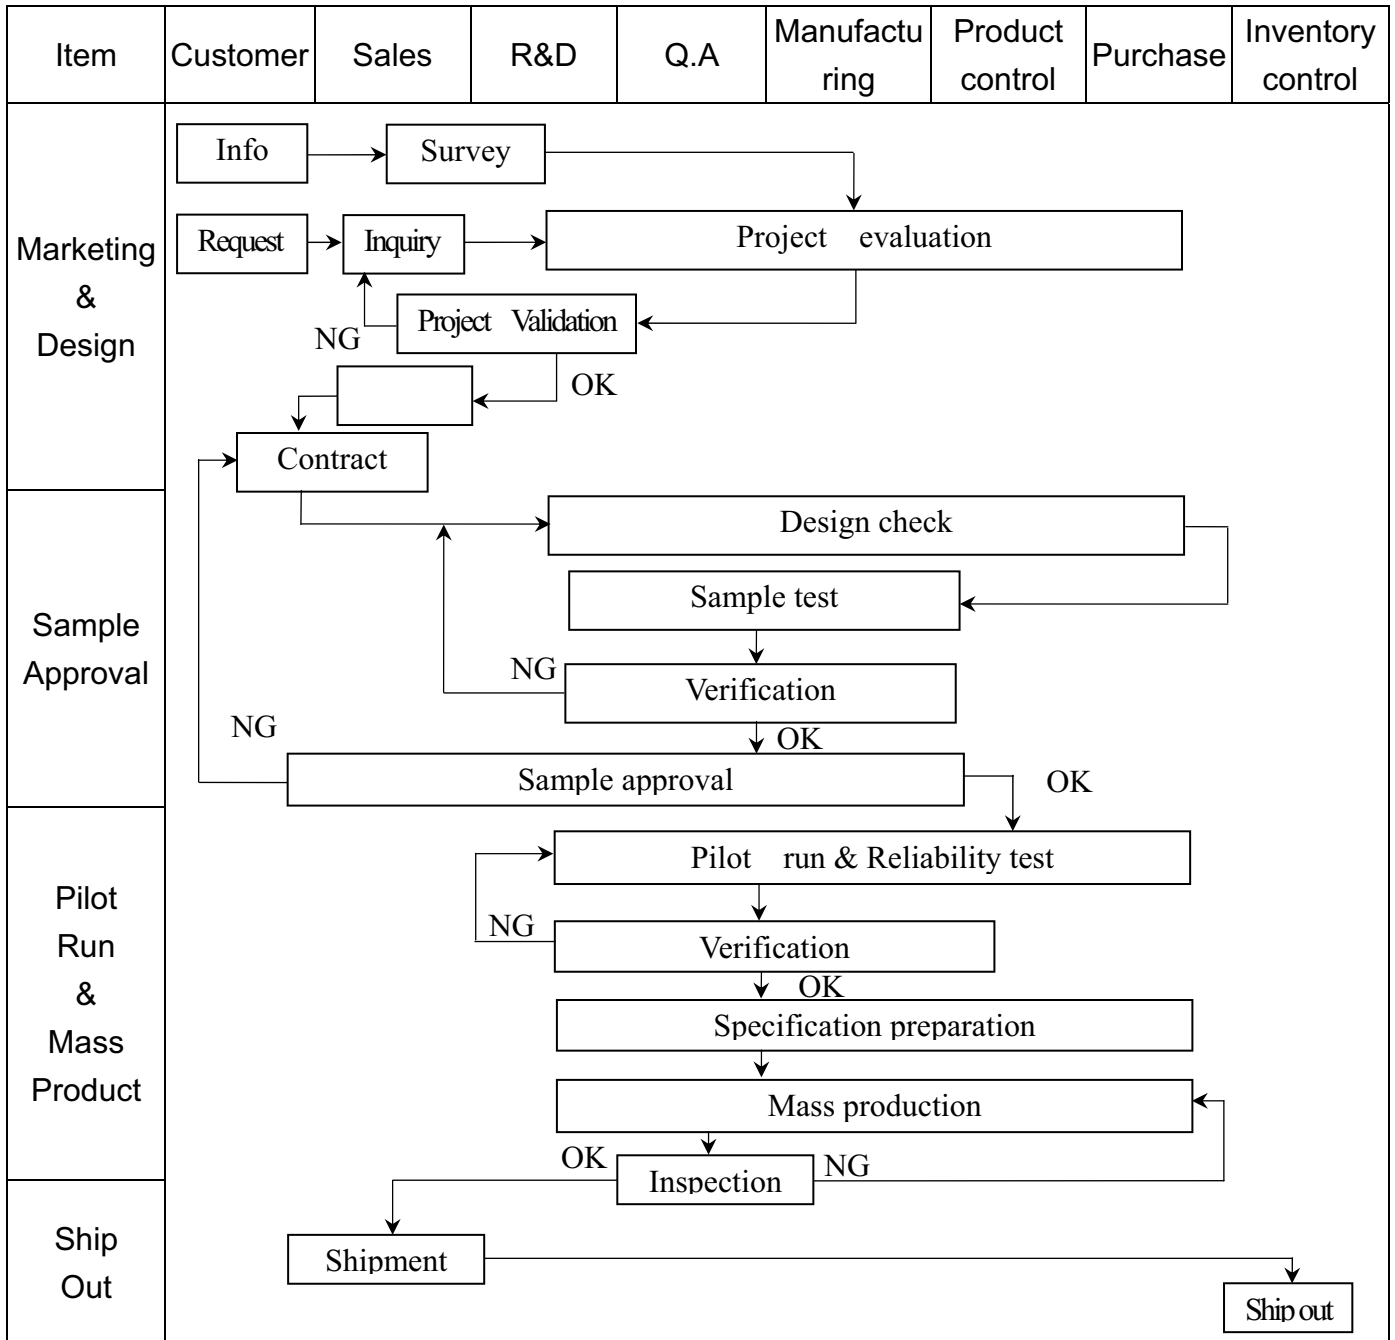 Item
Customer
Sales
R&D
Q.A
Manufactu
ring
Product
control
Purchase
Inventory
control
Marketing
&
Design
Info
Survey
Request
Inquiry
Project evaluation
Project Validation
NG
OK
Contract
Sample
Approval
Design check
Sample test
NG
Verification
NG
OK
Sample approval
OK
Pilot
Run
&
Mass
Product
Pilot run & Reliability test
NG
Verification
OK
Specification preparation
Mass production
OK
Inspection
NG
Ship
Out
Shipment
Ship out